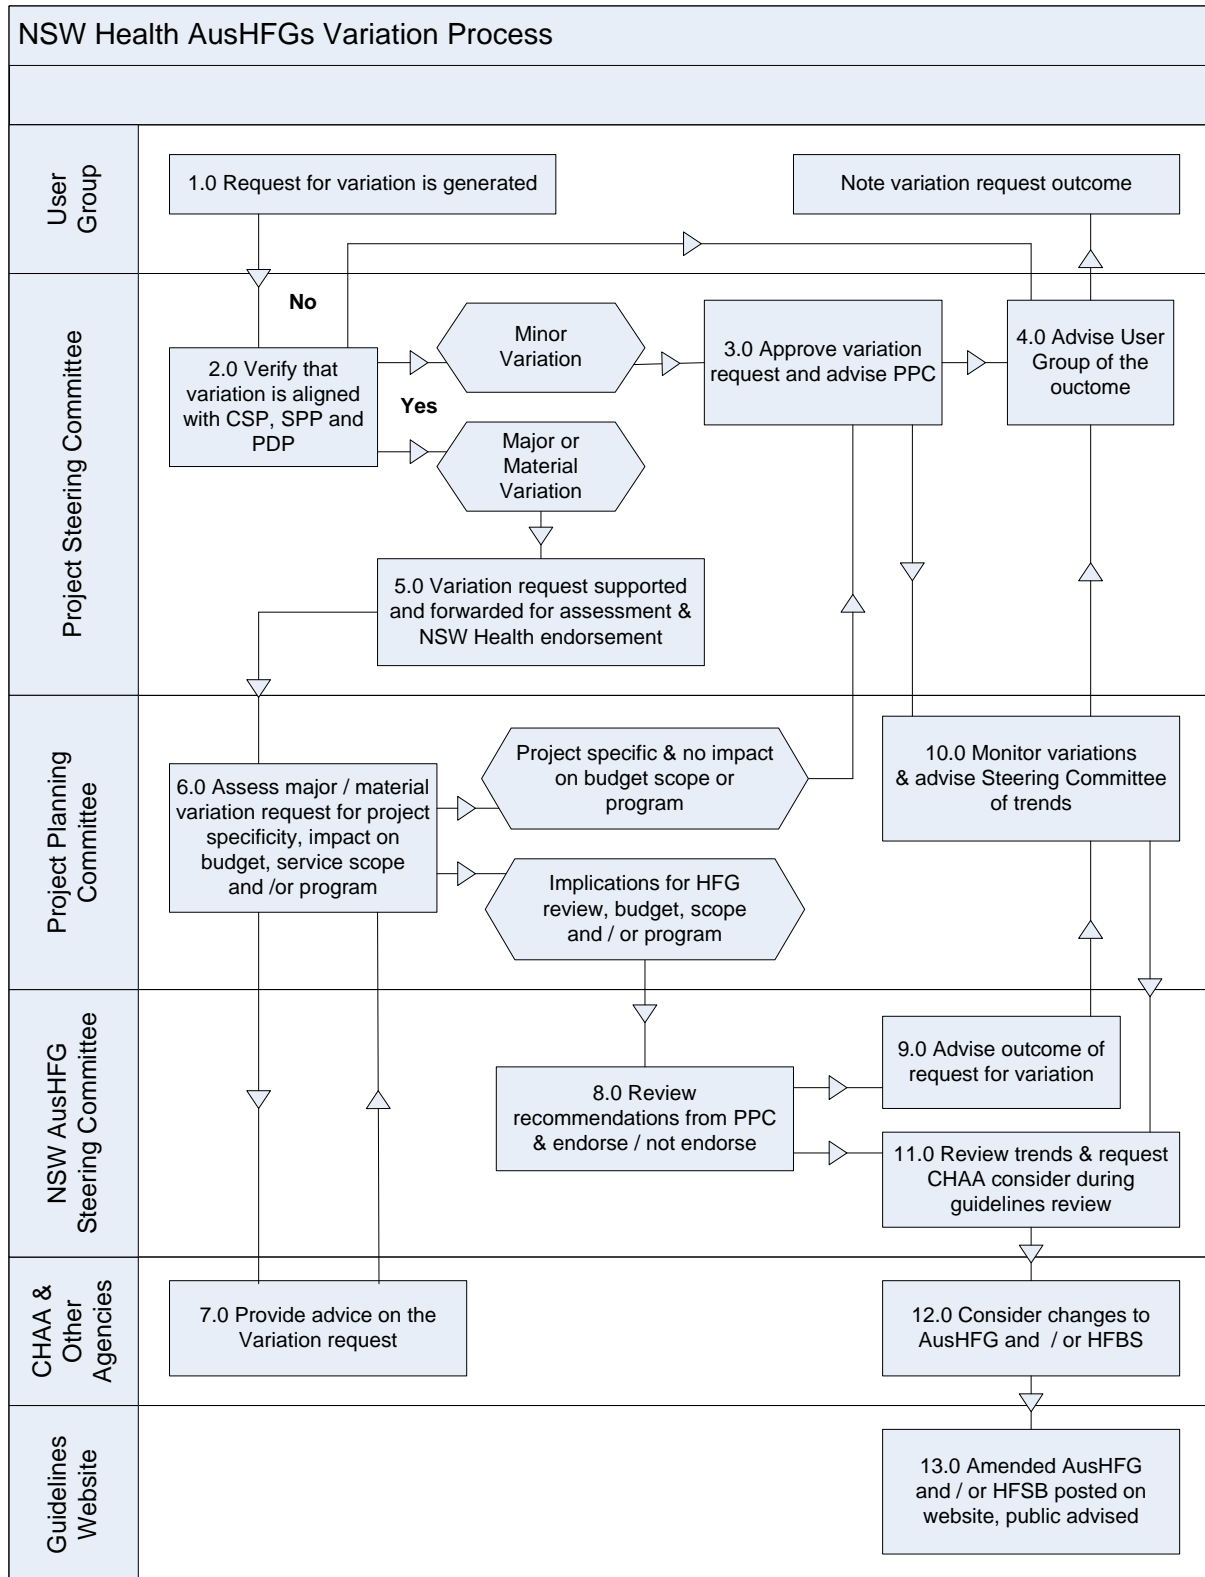 NSW Health AusHFGs Variation Process
User
Group
1.0 Request for variation is generated
Note variation request outcome
Project Steering Committee
No
2.0 Verify that
variation is aligned
with CSP, SPP and
PDP
Yes
Minor
Variation
Major or
Material
Variation
3.0 Approve variation
request and advise PPC
4.0 Advise User
Group of the
ouctome
5.0 Variation request supported
and forwarded for assessment &
NSW Health endorsement
Project Planning
Committee
6.0 Assess major / material
variation request for project
specificity, impact on
budget, service scope
and /or program
Project specific & no impact
on budget scope or
program
Implications for HFG
review, budget, scope
and / or program
10.0 Monitor variations
& advise Steering Committee
of trends
NSW AusHFG
Steering Committee
8.0 Review
recommendations from PPC
& endorse / not endorse
9.0 Advise outcome of
request for variation
11.0 Review trends & request
CHAA consider during
guidelines review
CHAA &
Other
Agencies
7.0 Provide advice on the
Variation request
12.0 Consider changes to
AusHFG and  / or HFBS
Guidelines
Website
13.0 Amended AusHFG
and / or HFSB posted on
website, public advised